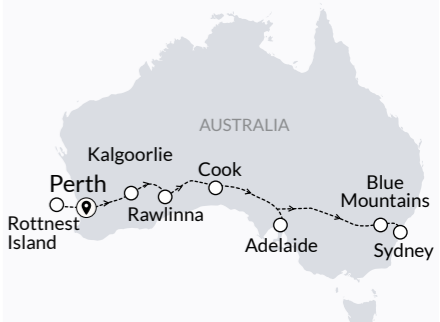 AUSTRALIA
Kalgoorlie
Cook
Perth
Blue
Mountains
Rawlinna
Rottnest
Island
Adelaide
Sydney